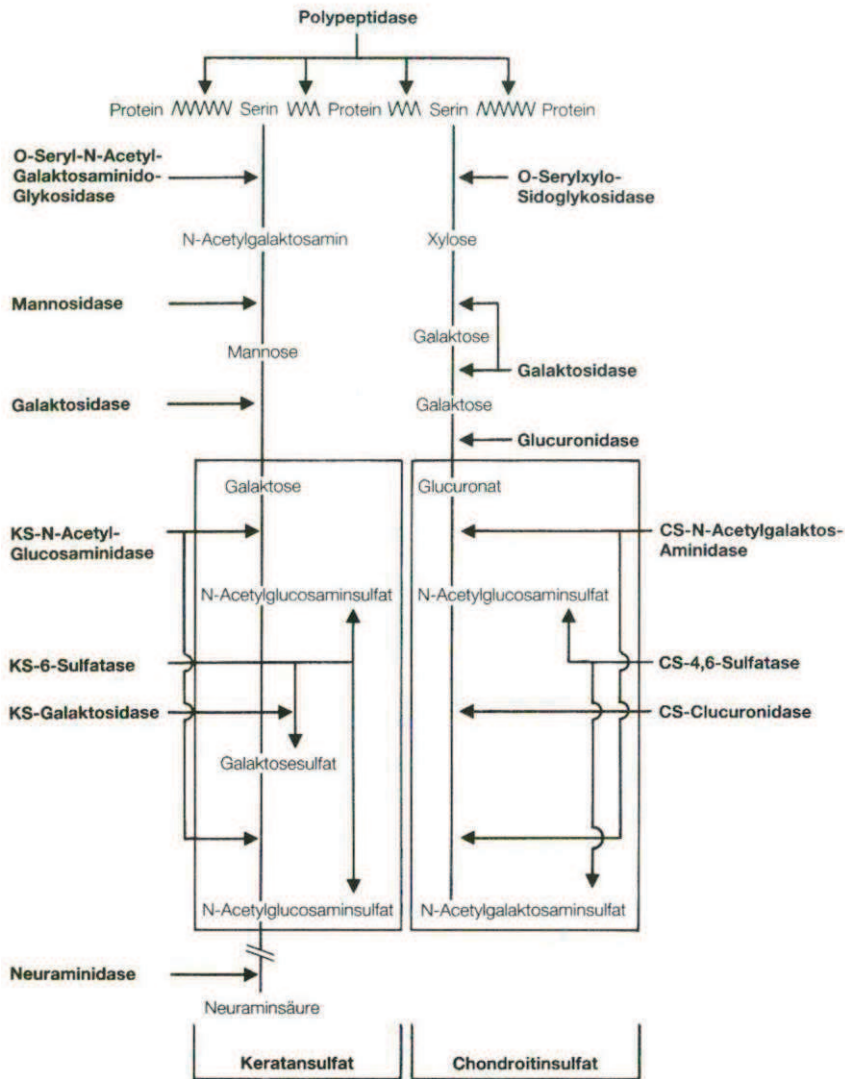 Polypeptidase
Protein Serin Protein Serin Protein
O-Seryl-N-Acetyl-
Galaktosaminido-
Glykosidase
O-Serylxylo-
Sidoglykosidase
N-Acetylgalaktosamin
Xylose
Mannosidase
Galaktose
Mannose
Galaktosidase
Galaktosidase
Galaktose
Glucuronidase
Galaktose
Glucuronat
KS-N-Acetyl-
Glucosaminidase
CS-N-Acetylgalaktos-
Aminidase
N-Acetylglucosaminsulfat
N-Acetylglucosaminsulfat
KS-6-Sulfatase
CS-4,6-Sulfatase
KS-Galaktosidase
CS-Clucuronidase
Galaktosesulfat
N-Acetylglucosaminsulfat
N-Acetylgalaktosaminsulfat
Neuraminidase
Neuraminsäure
Keratansulfat
Chondroitinsulfat